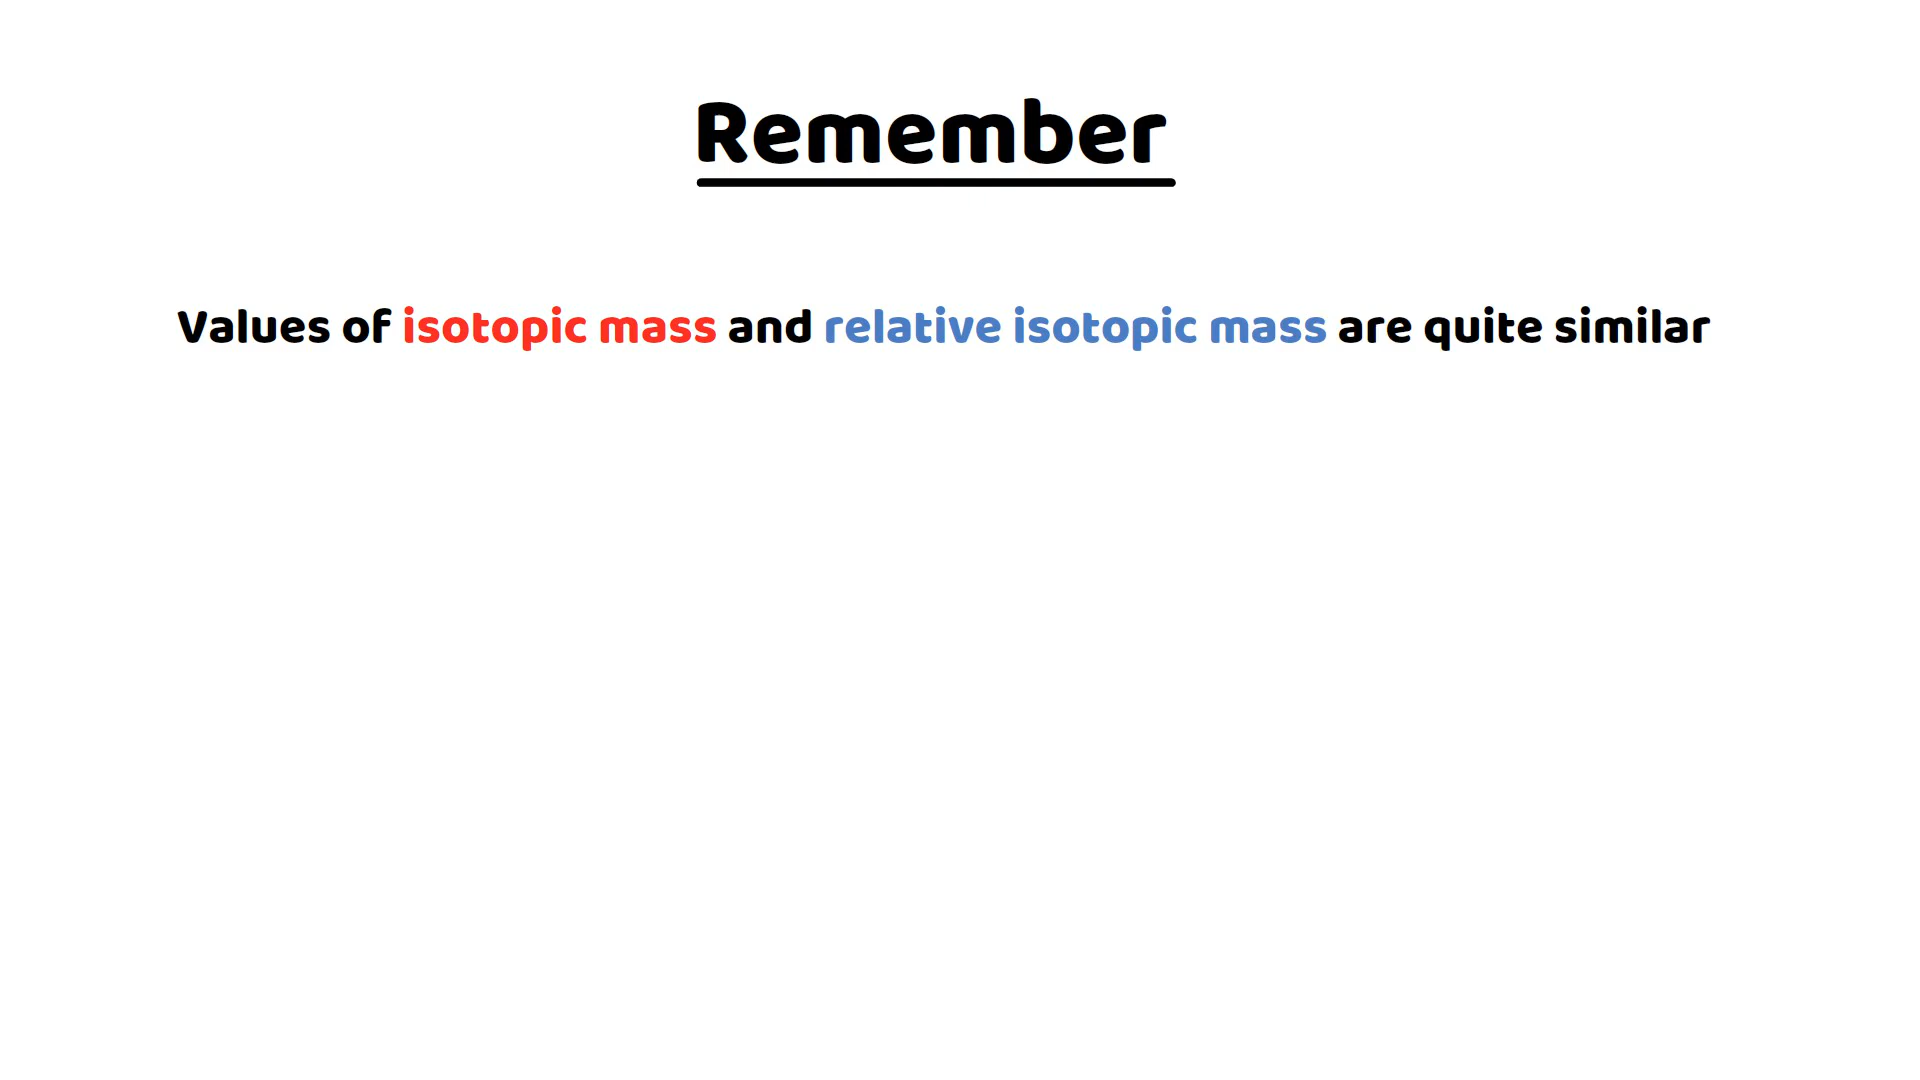 Remember
Values of isotopic mass and relative isotopic mass are quite similar